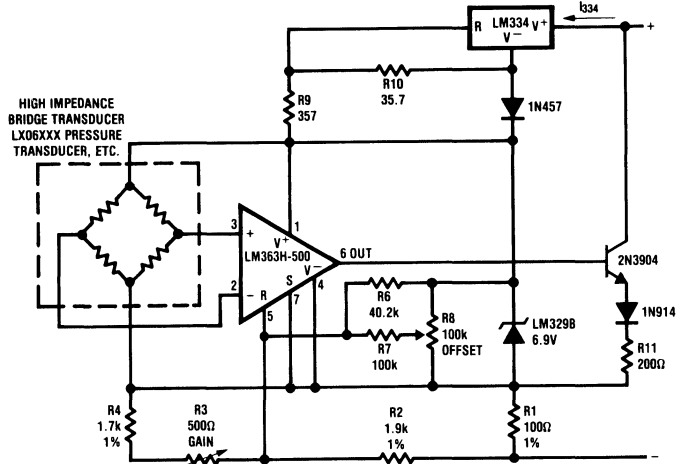 I334
R
LM334
V+
V−
+
R10
35.7
R9
357
1N457
HIGH IMPEDANCE
BRIDGE TRANSDUCER
LX06XXX PRESSURE
TRANSDUCER, ETC.
3
+
1
V+
LM363H-500
6 OUT
V−
2
−
R
S
5
7
4
2N3904
R6
40.2k
R8
100k
OFFSET
R7
100k
LM329B
6.9V
1N914
R11
200Ω
R4
1.7k
1%
R3
500Ω
GAIN
R2
1.9k
1%
R1
100Ω
1%
−